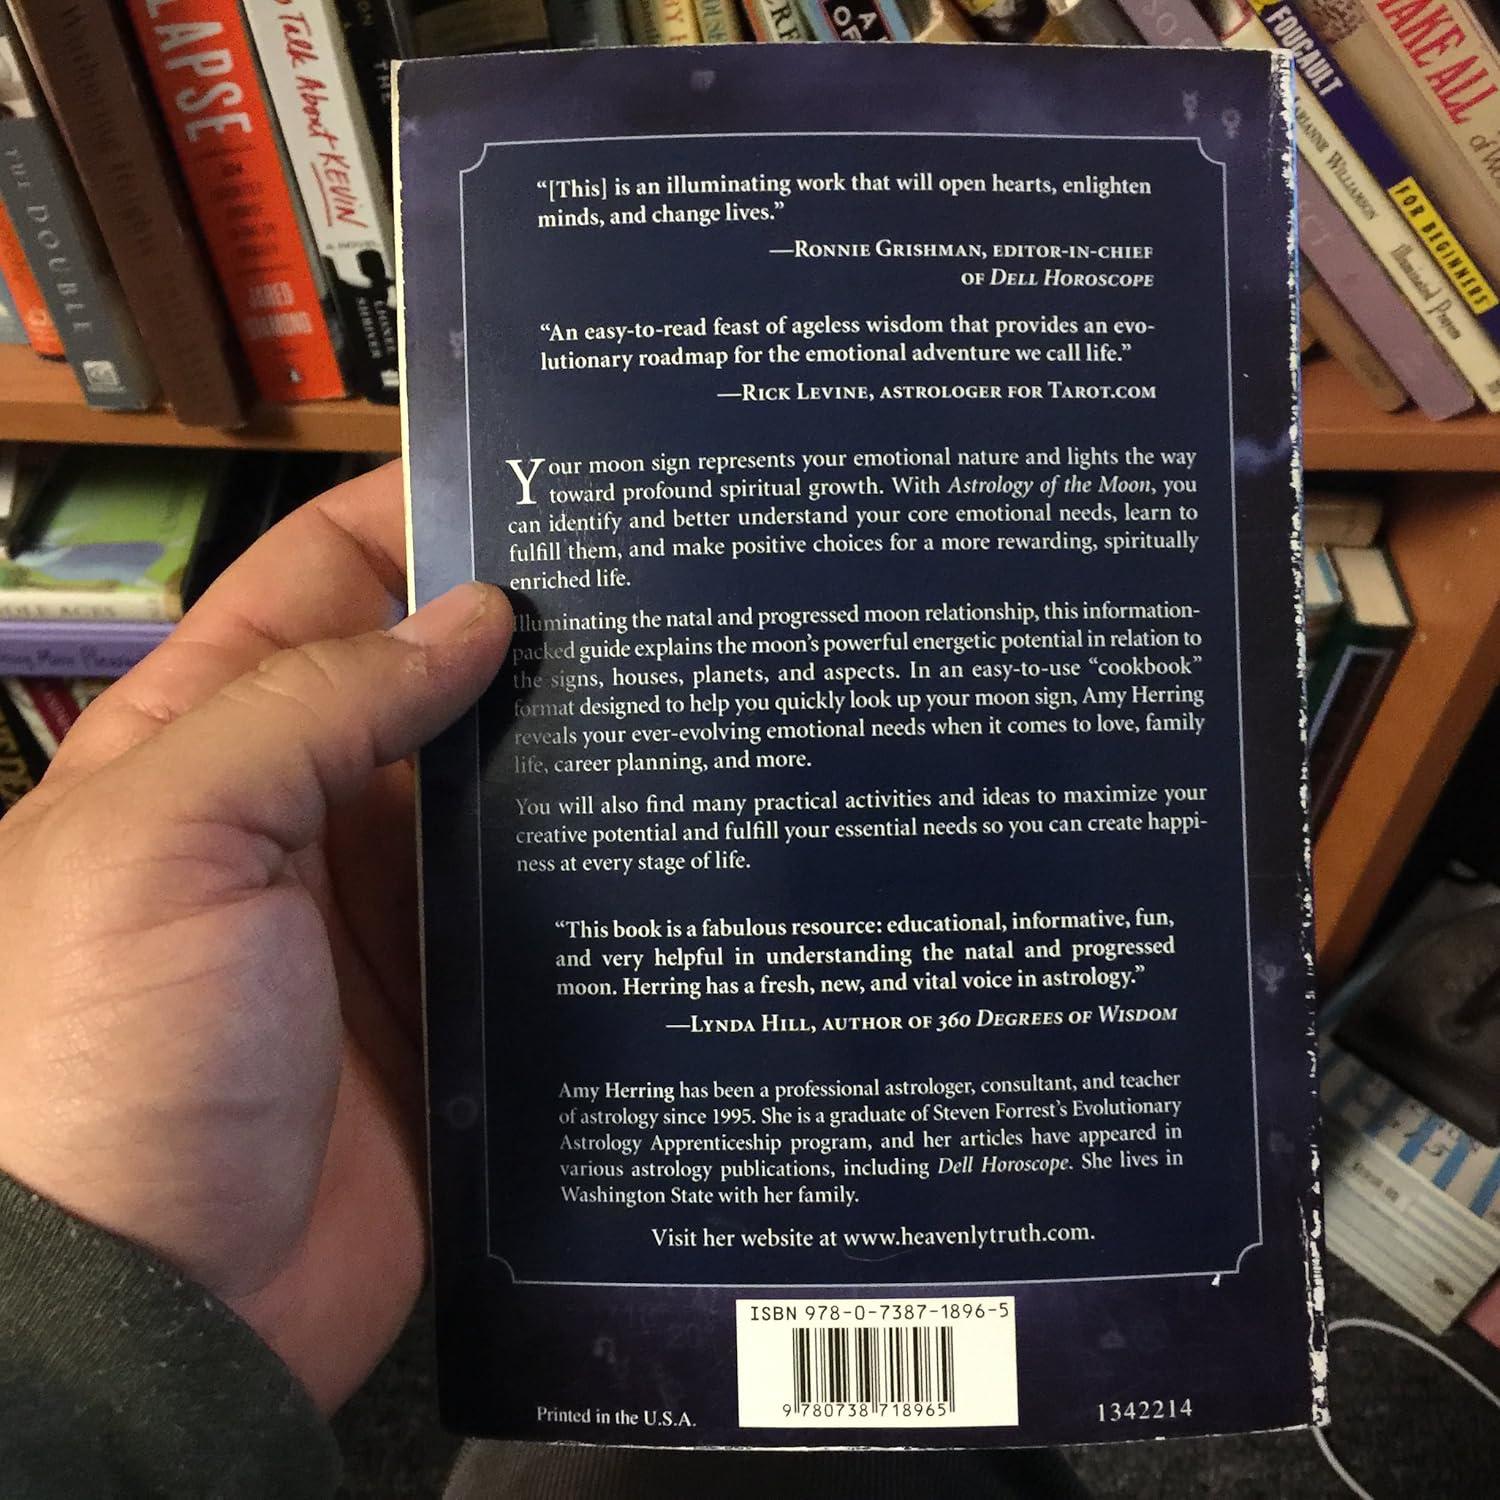 LAPSE
Talk About KEVIN
A NOVEL
LIONEL
SHRIVER
THE DOUBLE
THE
A
OF
FOUCAULT
FOR BEGINNERS
MARIANNE WILLIAMSON
Illuminated Prayers
MAKE ALL
“[This] is an illuminating work that will open hearts, enlighten
minds, and change lives.”
—RONNIE GRISHMAN, EDITOR-IN-CHIEF
OF DELL HOROSCOPE
“An easy-to-read feast of ageless wisdom that provides an evo-
lutionary roadmap for the emotional adventure we call life.”
—RICK LEVINE, ASTROLOGER FOR TAROT.COM
Your moon sign represents your emotional nature and lights the way
toward profound spiritual growth. With Astrology of the Moon, you
can identify and better understand your core emotional needs, learn to
fulfill them, and make positive choices for a more rewarding, spiritually
enriched life.
Illuminating the natal and progressed moon relationship, this information-
packed guide explains the moon’s powerful energetic potential in relation to
the signs, houses, planets, and aspects. In an easy-to-use “cookbook”
format designed to help you quickly look up your moon sign, Amy Herring
reveals your ever-evolving emotional needs when it comes to love, family
life, career planning, and more.
You will also find many practical activities and ideas to maximize your
creative potential and fulfill your essential needs so you can create happi-
ness at every stage of life.
“This book is a fabulous resource: educational, informative, fun,
and very helpful in understanding the natal and progressed
moon. Herring has a fresh, new, and vital voice in astrology.”
—LYNDA HILL, AUTHOR OF 360 DEGREES OF WISDOM
Amy Herring has been a professional astrologer, consultant, and teacher
of astrology since 1995. She is a graduate of Steven Forrest’s Evolutionary
Astrology Apprenticeship program, and her articles have appeared in
various astrology publications, including Dell Horoscope. She lives in
Washington State with her family.
Visit her website at www.heavenlytruth.com.
ISBN 978-0-7387-1896-5
9 780738 718965
Printed in the U.S.A.
1342214